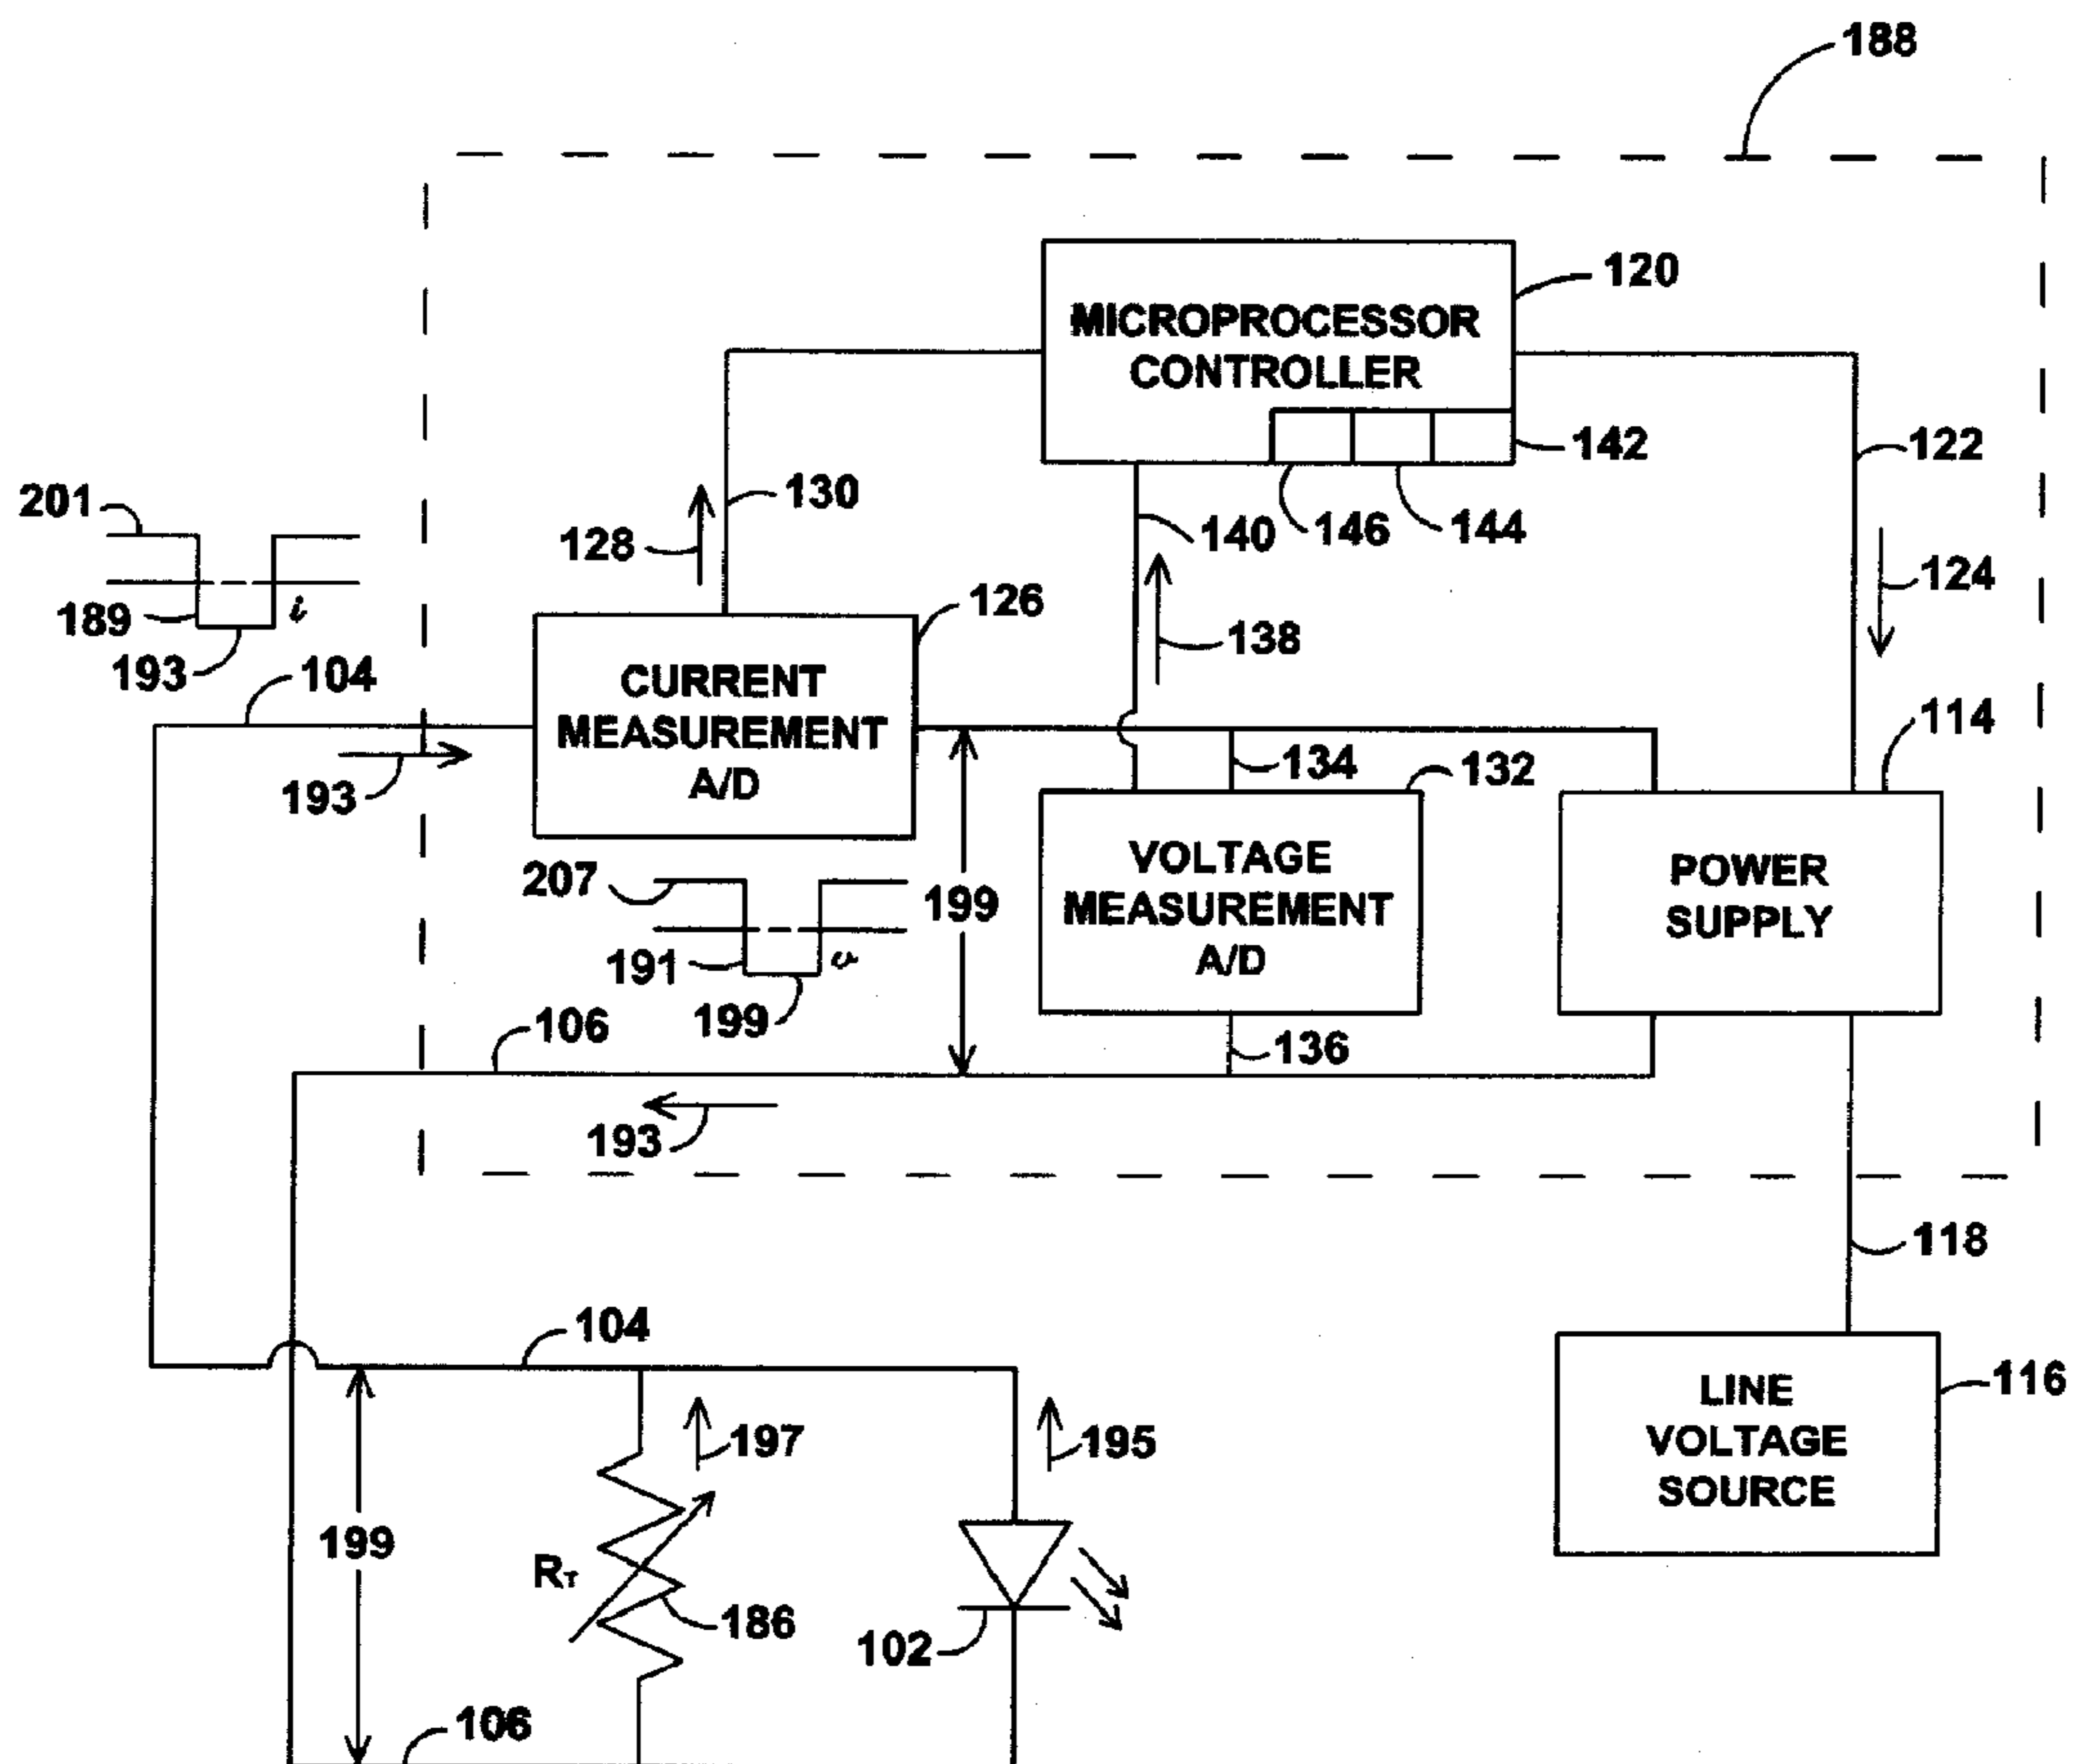 188
120
MICROPROCESSOR
CONTROLLER
142
122
201
130
146
144
128
140
124
189
i
126
138
193
104
CURRENT
MEASUREMENT
A/D
134
132
114
193
207
199
VOLTAGE
MEASUREMENT
A/D
POWER
SUPPLY
191
v
199
106
136
193
118
104
116
LINE
VOLTAGE
SOURCE
197
195
199
RT
186
102
106